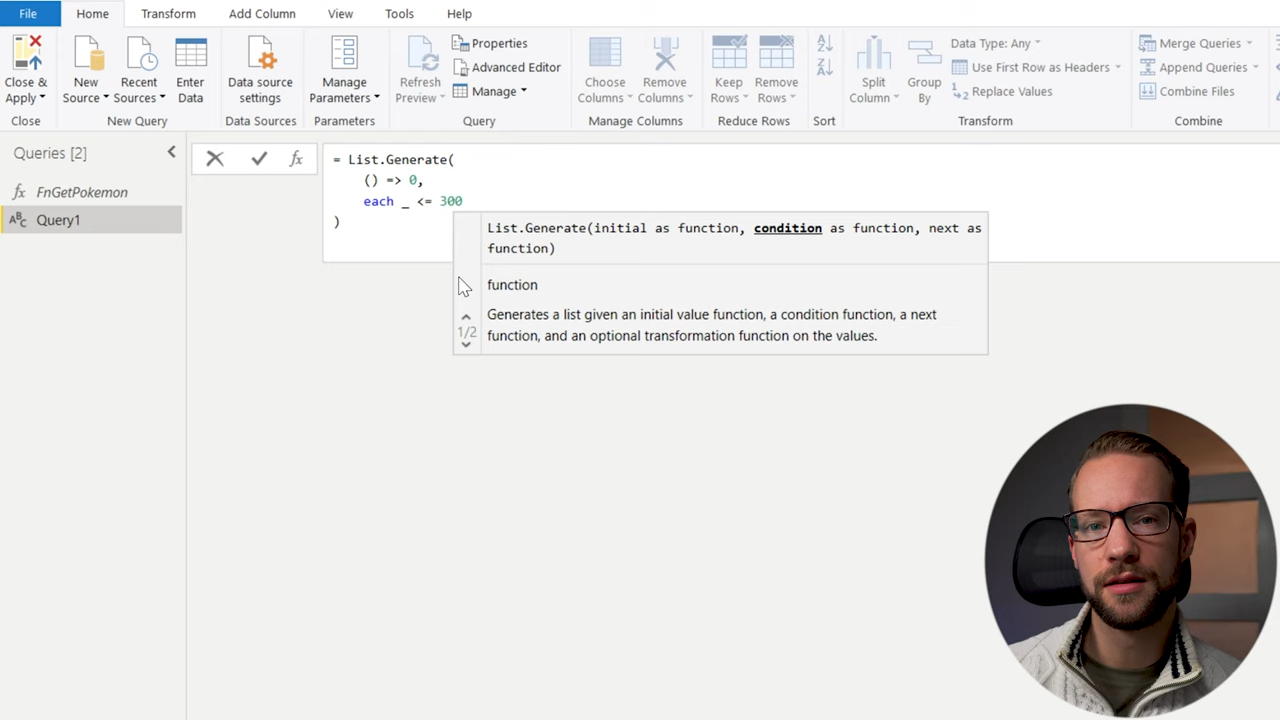 File Home Transform Add Column View Tools Help
Close &
Apply
Close
New
Source
Recent
Sources
Enter
Data
New Query
Data source
settings
Data Sources
Manage
Parameters
Parameters
Refresh
Preview
Properties
Advanced Editor
Manage
Query
Choose
Columns
Remove
Columns
Manage Columns
Keep
Rows
Remove
Rows
Reduce Rows
A
Z
Z
A
Sort
Split
Column
Group
By
Data Type: Any
Use First Row as Headers
Replace Values
Transform
Merge Queries
Append Queries
Combine Files
Combine
Queries [2]
fx FnGetPokemon
ABC Query1
fx
= List.Generate(
() => 0,
each _ <= 300
)
List.Generate(initial as function, condition as function, next as
function)
function
Generates a list given an initial value function, a condition function, a next
function, and an optional transformation function on the values.
1/2